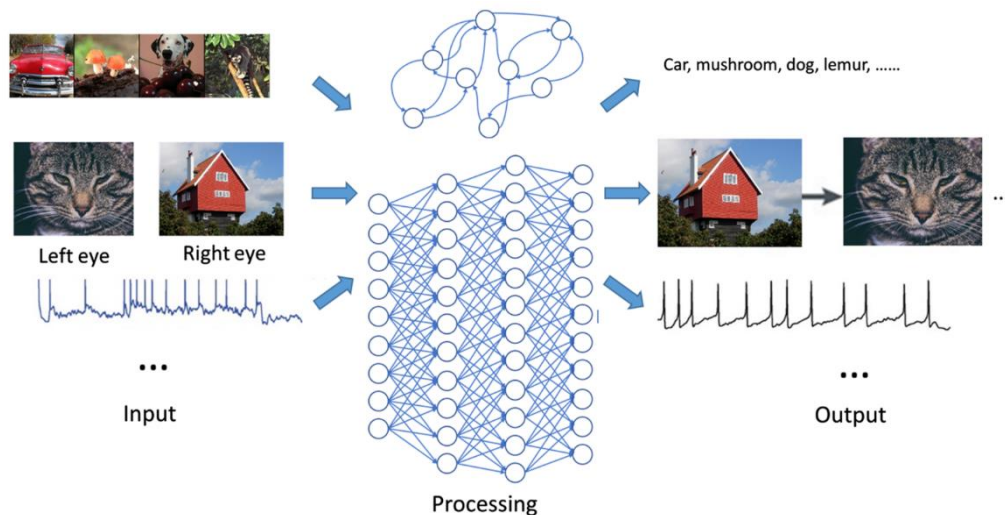 Car, mushroom, dog, lemur, ......
Left eye
Right eye
...
...
...
Input
Output
Processing